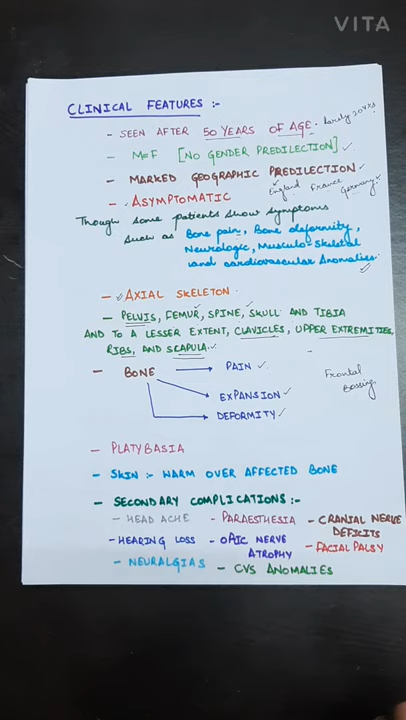 VITA
CLINICAL FEATURES :-
- SEEN AFTER 50 YEARS OF AGE. Rarely 20 yrs
- M=F [NO GENDER PREDILECTION]
- MARKED GEOGRAPHIC PREDILECTION
England France Germany
- ASYMPTOMATIC
Though some patients show symptoms
such as Bone pain, Bone deformity,
Neurologic, Musculo-skeletal
and cardiovascular Anomalies.
- AXIAL SKELETON
- PELVIS, FEMUR, SPINE, SKULL AND TIBIA
AND TO A LESSER EXTENT, CLAVICLES, UPPER EXTREMITIES,
RIBS, AND SCAPULA.
- BONE → PAIN
Frontal
Bossing
→ EXPANSION
→ DEFORMITY
- PLATYBASIA
- SKIN :- WARM OVER AFFECTED BONE
- SECONDARY COMPLICATIONS :-
- HEAD ACHE - PARAESTHESIA - CRANIAL NERVE
DEFICITS
- HEARING LOSS - OPIC NERVE
ATROPHY
- FACIAL PALSY
- NEURALGIAS - CVS ANOMALIES